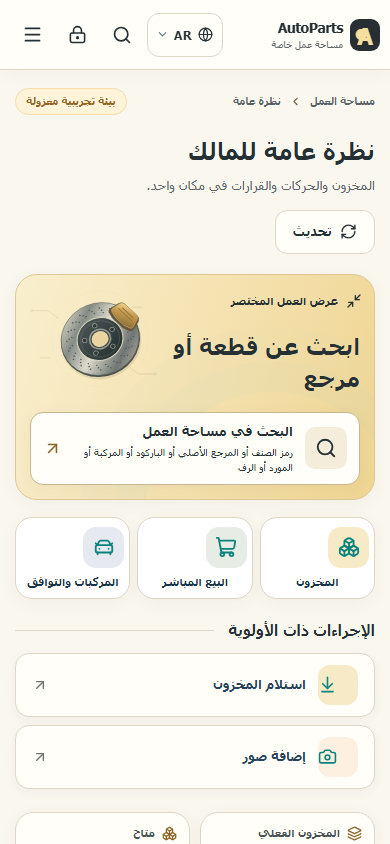 AutoParts
مساحة عمل خاصة
AR
مساحة العمل
نظرة عامة
بيئة تجريبية معزولة
نظرة عامة للمالك
المخزون والحركات والقرارات في مكان واحد.
تحديث
عرض العمل المختصر
ابحث عن قطعة أو
مرجع
البحث في مساحة العمل
رمز الصنف أو المرجع الأصلي أو الباركود أو المركبة أو
المورد أو الرف
المخزون
البيع المباشر
المركبات والتوافق
الإجراءات ذات الأولوية
استلام المخزون
إضافة صور
المخزون الفعلي
متاح